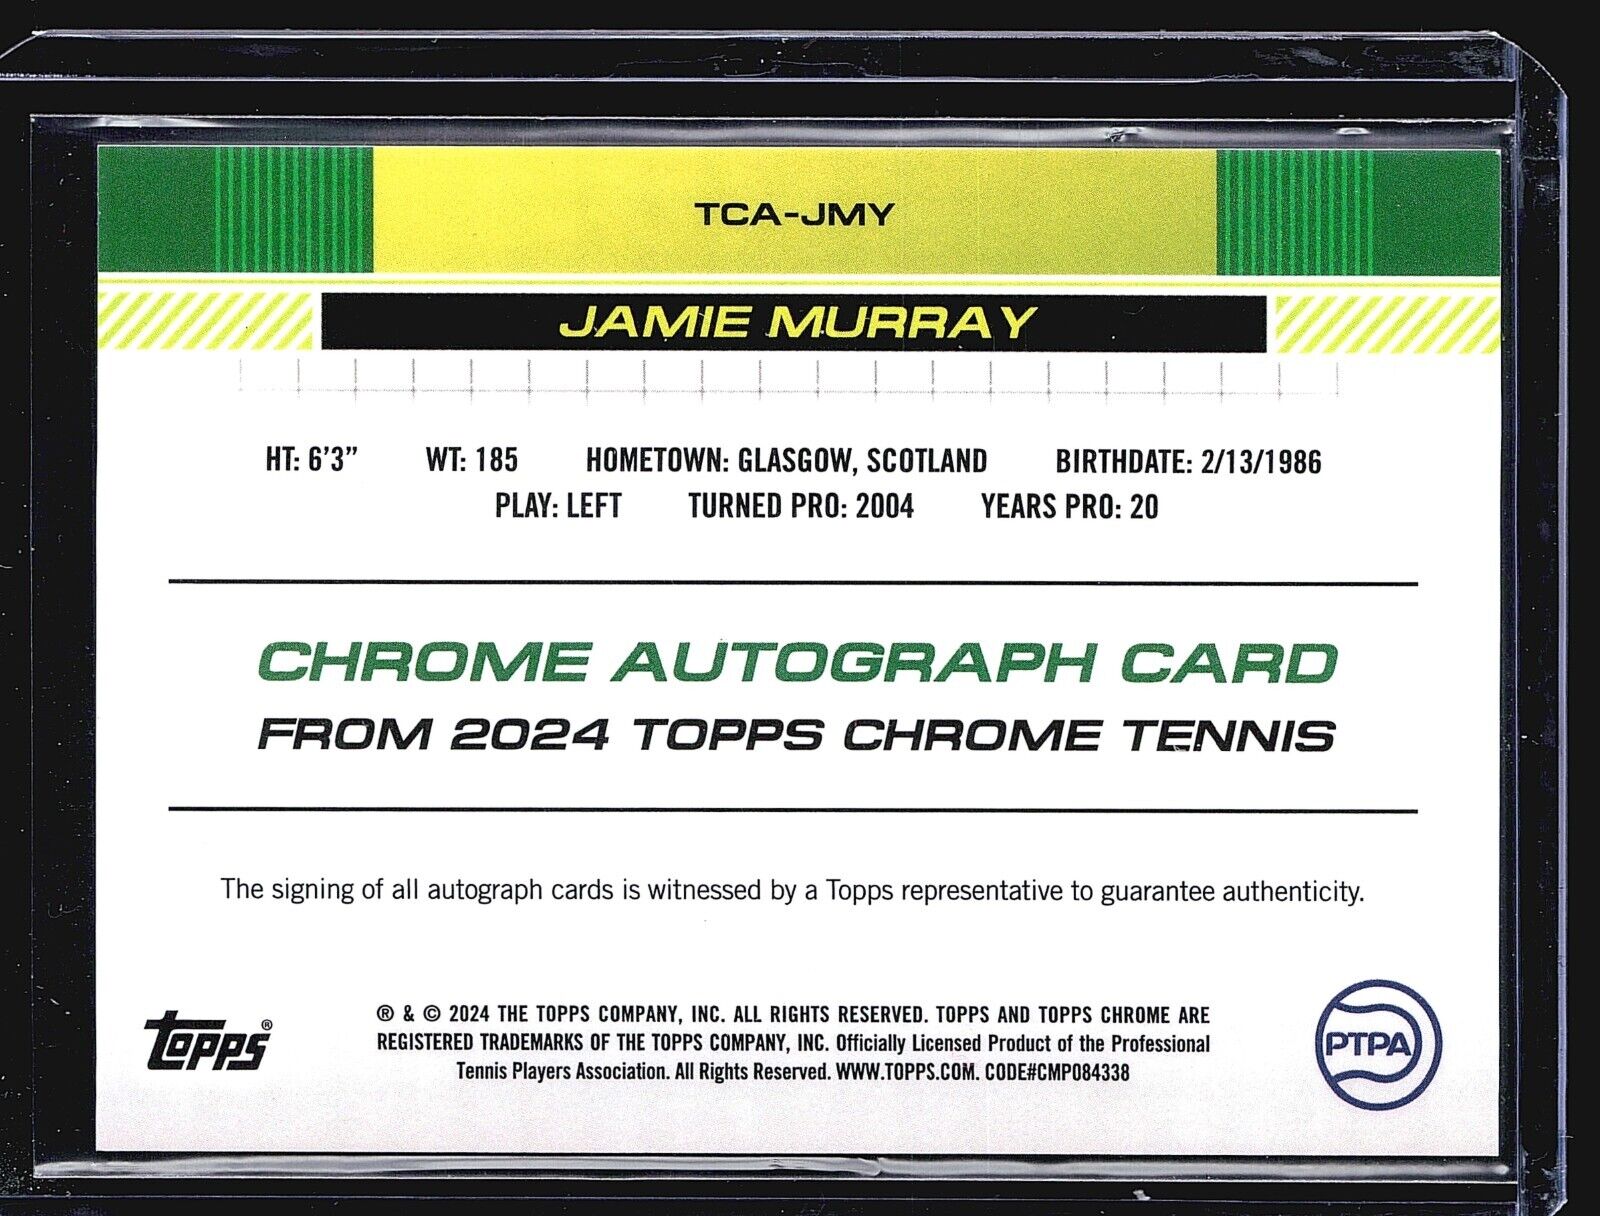 TCA-JMY
JAMIE MURRAY
HT: 6'3” WT: 185 HOMETOWN: GLASGOW, SCOTLAND BIRTHDATE: 2/13/1986
PLAY: LEFT TURNED PRO: 2004 YEARS PRO: 20
CHROME AUTOGRAPH CARD
FROM 2024 TOPPS CHROME TENNIS
The signing of all autograph cards is witnessed by a Topps representative to guarantee authenticity.
topps®
® & © 2024 THE TOPPS COMPANY, INC. ALL RIGHTS RESERVED. TOPPS AND TOPPS CHROME ARE
REGISTERED TRADEMARKS OF THE TOPPS COMPANY, INC. Officially Licensed Product of the Professional
Tennis Players Association. All Rights Reserved. WWW.TOPPS.COM. CODE#CMP084338
PTPA